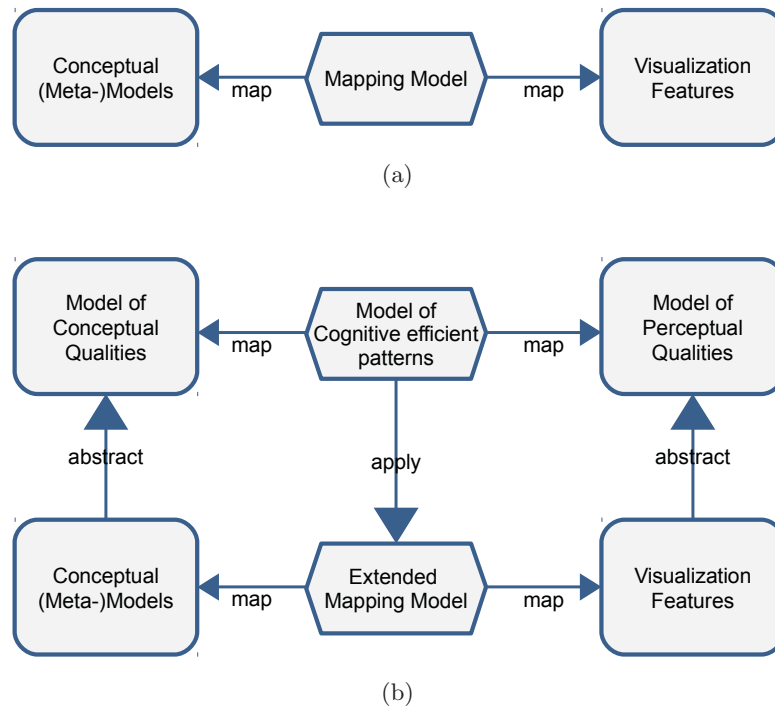 Conceptual
(Meta-)Models
map
Mapping Model
map
Visualization
Features
(a)
Model of
Conceptual
Qualities
map
Model of
Cognitive efficient
patterns
map
Model of
Perceptual
Qualities
abstract
apply
abstract
Conceptual
(Meta-)Models
map
Extended
Mapping Model
map
Visualization
Features
(b)